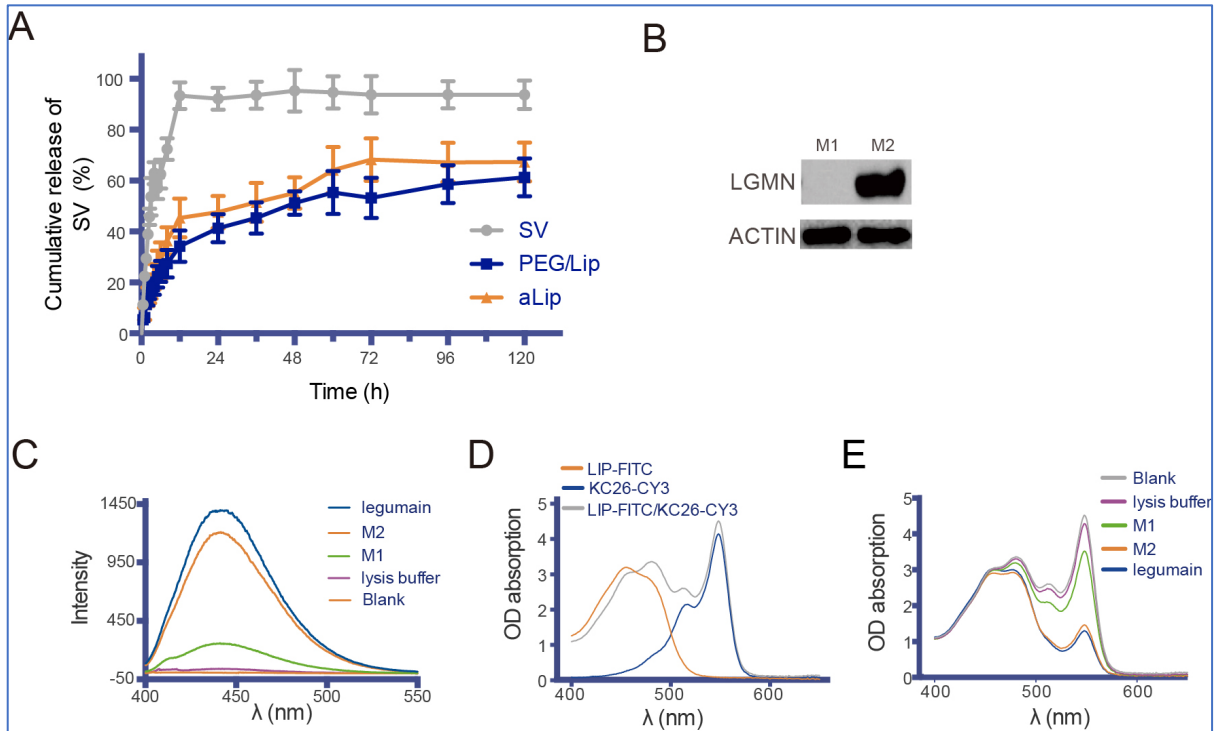 A
Cumulative release of
SV (%)
100
80
60
40
20
0
0 24 48 72 96 120
Time (h)
SV
PEG/Lip
aLip
B
M1 M2
LGMN
ACTIN
C
Intensity
1450
950
450
-50
400 450 500 550
λ (nm)
legumain
M2
M1
lysis buffer
Blank
D
LIP-FITC
KC26-CY3
LIP-FITC/KC26-CY3
OD absorption
5
4
3
2
1
0
400 500 600
λ (nm)
E
Blank
lysis buffer
M1
M2
legumain
OD absorption
5
4
3
2
1
0
400 500 600
λ (nm)